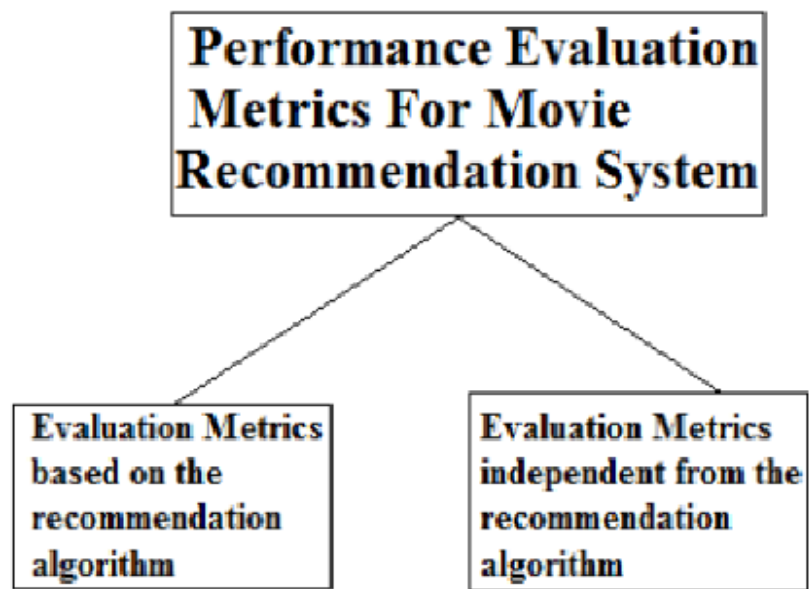 Performance Evaluation
Metrics For Movie
Recommendation System
Evaluation Metrics
based on the
recommendation
algorithm
Evaluation Metrics
independent from the
recommendation
algorithm